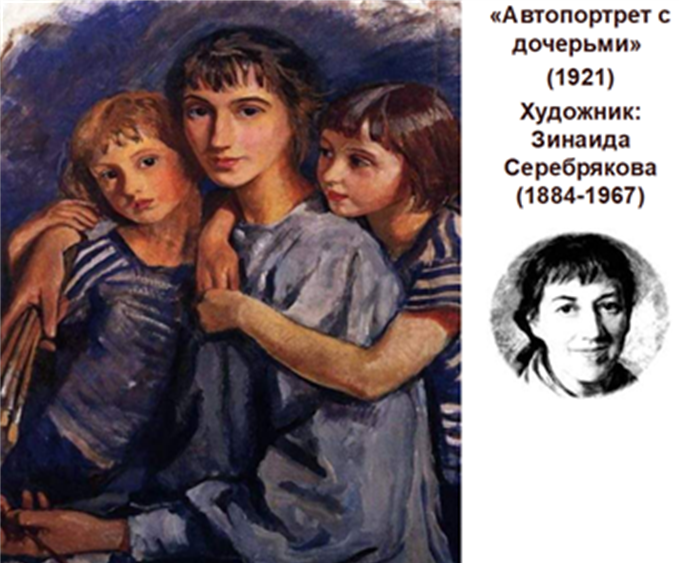 «Автопортрет с
дочерьми»
(1921)
Художник:
Зинаида
Серебрякова
(1884-1967)